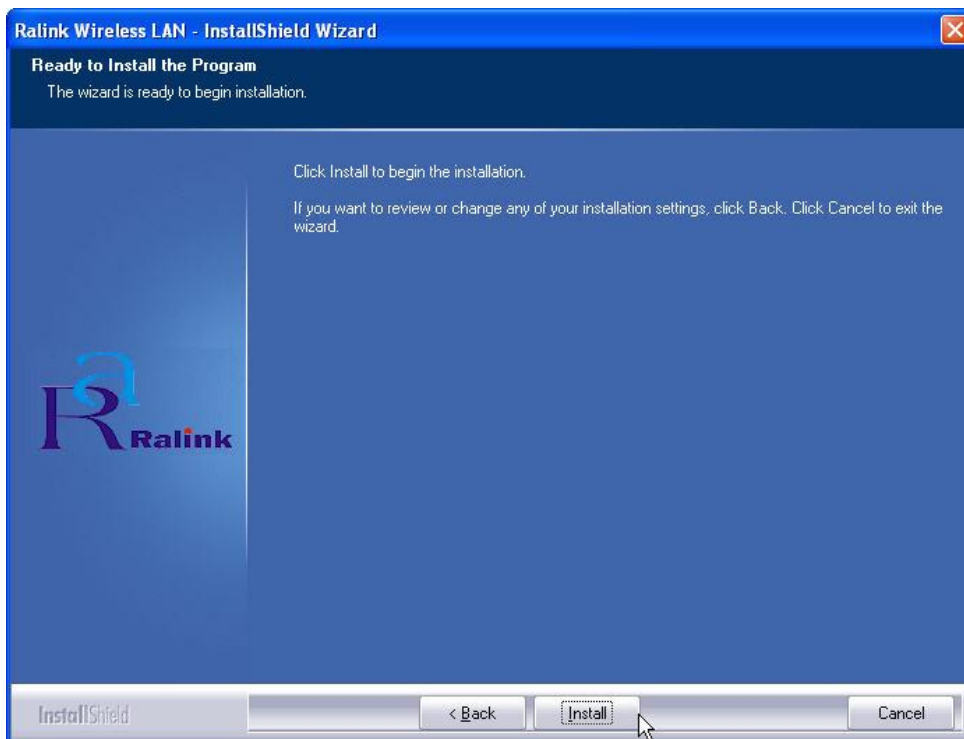 Ralink Wireless LAN - InstallShield Wizard
Ready to Install the Program
The wizard is ready to begin installation.
Click Install to begin the installation.
If you want to review or change any of your installation settings, click Back. Click Cancel to exit the
wizard.
Ra
Ralink
InstallShield
< Back
Install
Cancel